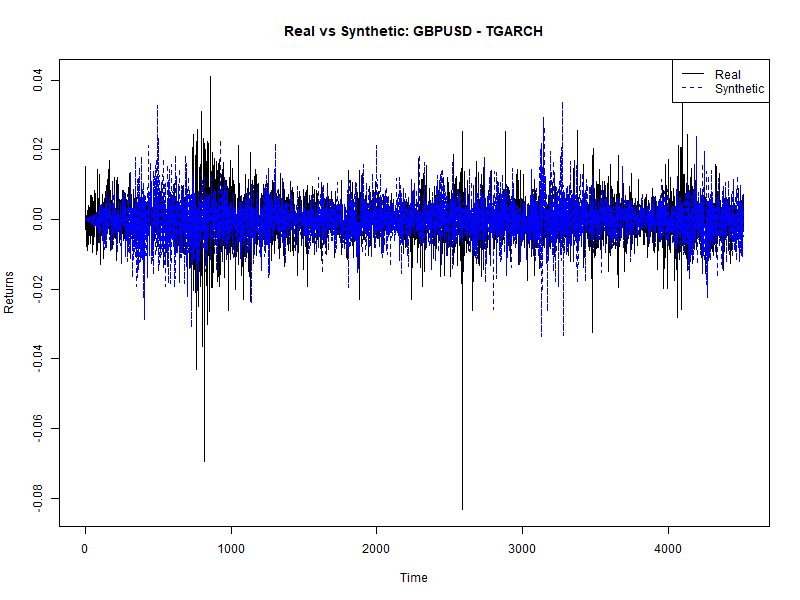 Real vs Synthetic: GBPUSD - TGARCH
Real
Synthetic
0.04
0.02
0.00
-0.02
-0.04
-0.06
-0.08
Returns
0
1000
2000
3000
4000
Time